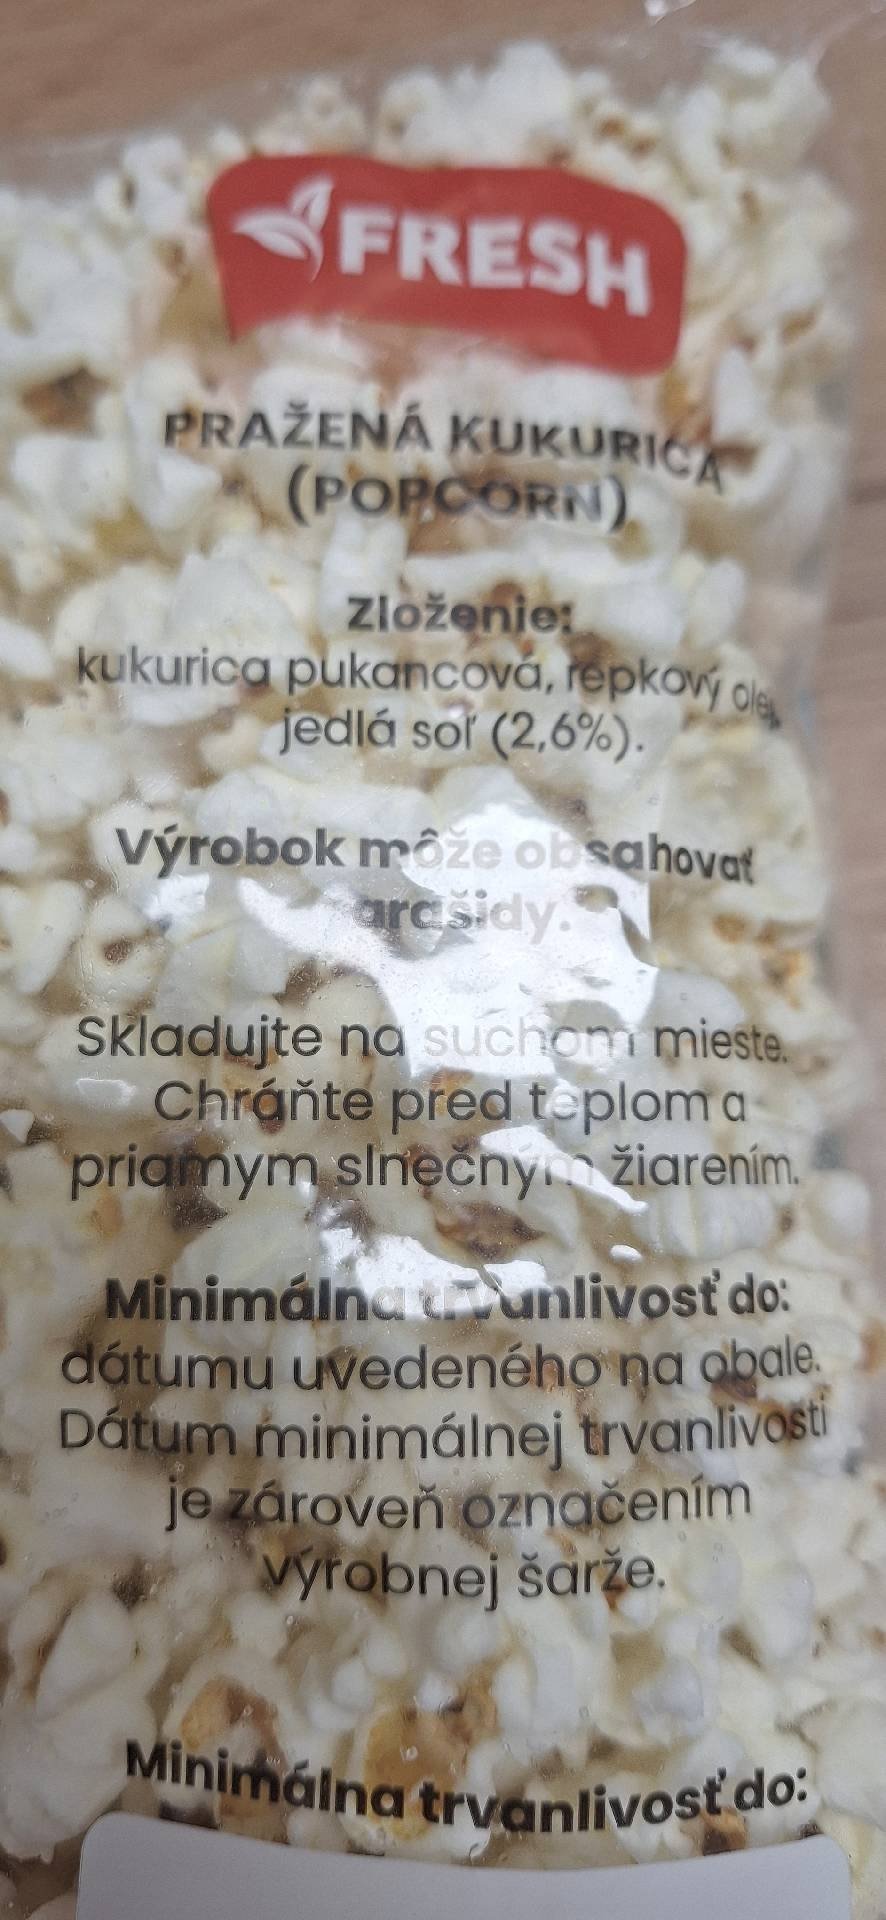 FRESH
PRAŽENÁ KUKURICA
(POPCORN)
Zloženie:
kukurica pukancová, repkový olej,
jedlá soľ (2,6%).
Výrobok môže obsahovať
arašidy.
Skladujte na suchom mieste.
Chráňte pred teplom a
priamym slnečným žiarením.
Minimálna trvanlivosť do:
dátumu uvedeného na obale.
Dátum minimálnej trvanlivosti
je zároveň označením
výrobnej šarže.
Minimálna trvanlivosť do: